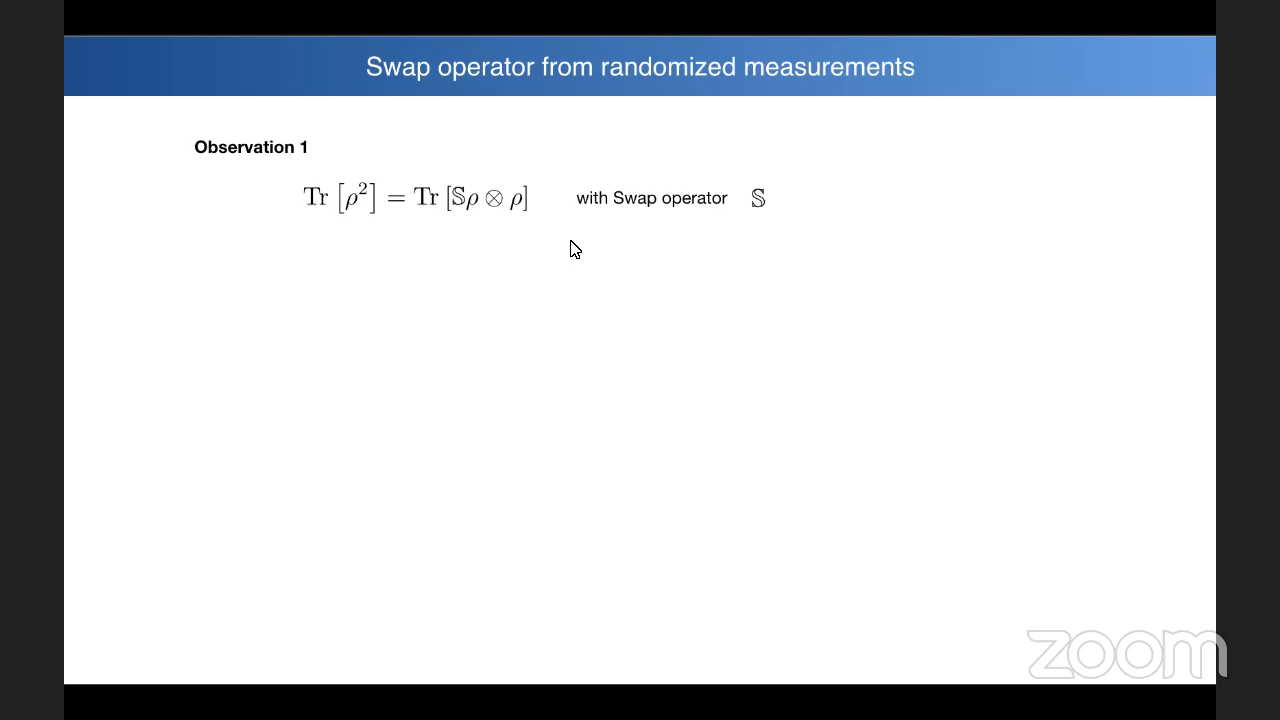 Swap operator from randomized measurements
Observation 1
Tr [ρ²] = Tr [𝕊ρ ⊗ ρ] with Swap operator 𝕊
zoom